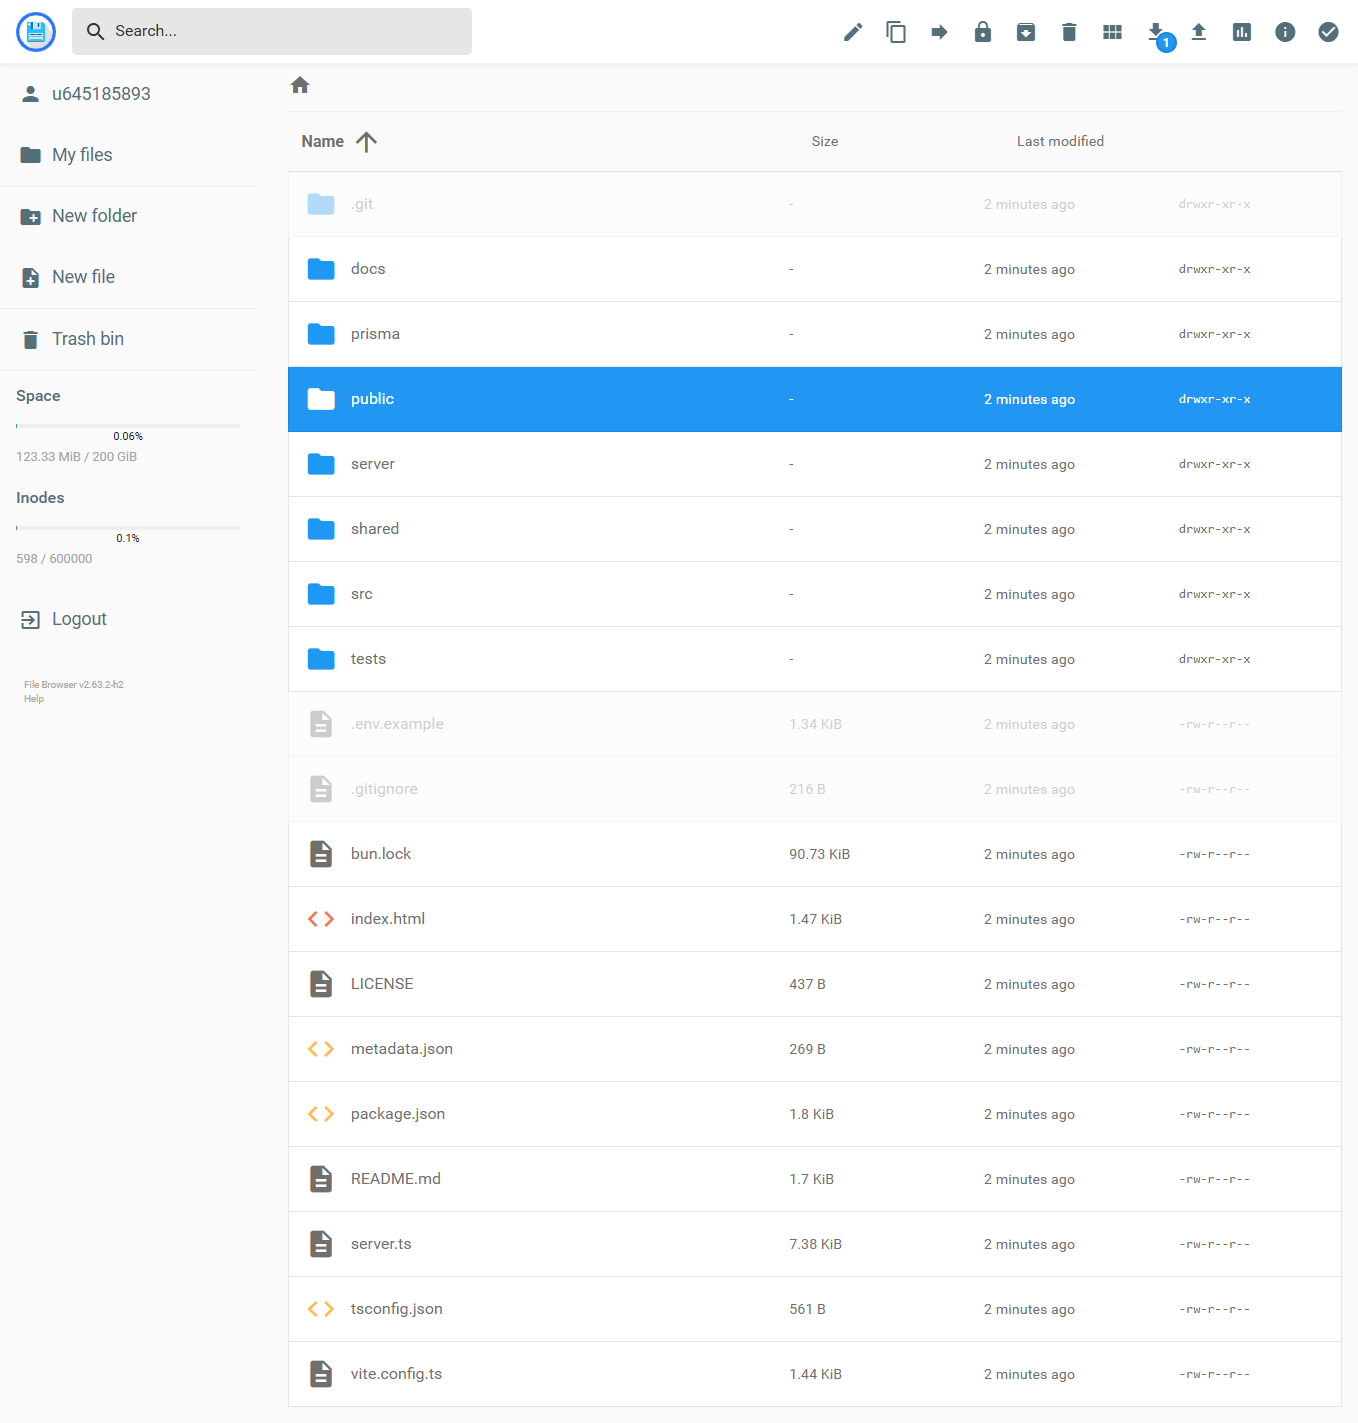 Search...
1
u645185893
My files
New folder
New file
Trash bin
Space
0.06%
123.33 MiB / 200 GiB
Inodes
0.1%
598 / 600000
Logout
File Browser v2.63.2-h2
Help
Name Size Last modified
.git - 2 minutes ago drwxr-xr-x
docs - 2 minutes ago drwxr-xr-x
prisma - 2 minutes ago drwxr-xr-x
public - 2 minutes ago drwxr-xr-x
server - 2 minutes ago drwxr-xr-x
shared - 2 minutes ago drwxr-xr-x
src - 2 minutes ago drwxr-xr-x
tests - 2 minutes ago drwxr-xr-x
.env.example 1.34 KiB 2 minutes ago -rw-r--r--
.gitignore 216 B 2 minutes ago -rw-r--r--
bun.lock 90.73 KiB 2 minutes ago -rw-r--r--
index.html 1.47 KiB 2 minutes ago -rw-r--r--
LICENSE 437 B 2 minutes ago -rw-r--r--
metadata.json 269 B 2 minutes ago -rw-r--r--
package.json 1.8 KiB 2 minutes ago -rw-r--r--
README.md 1.7 KiB 2 minutes ago -rw-r--r--
server.ts 7.38 KiB 2 minutes ago -rw-r--r--
tsconfig.json 561 B 2 minutes ago -rw-r--r--
vite.config.ts 1.44 KiB 2 minutes ago -rw-r--r--